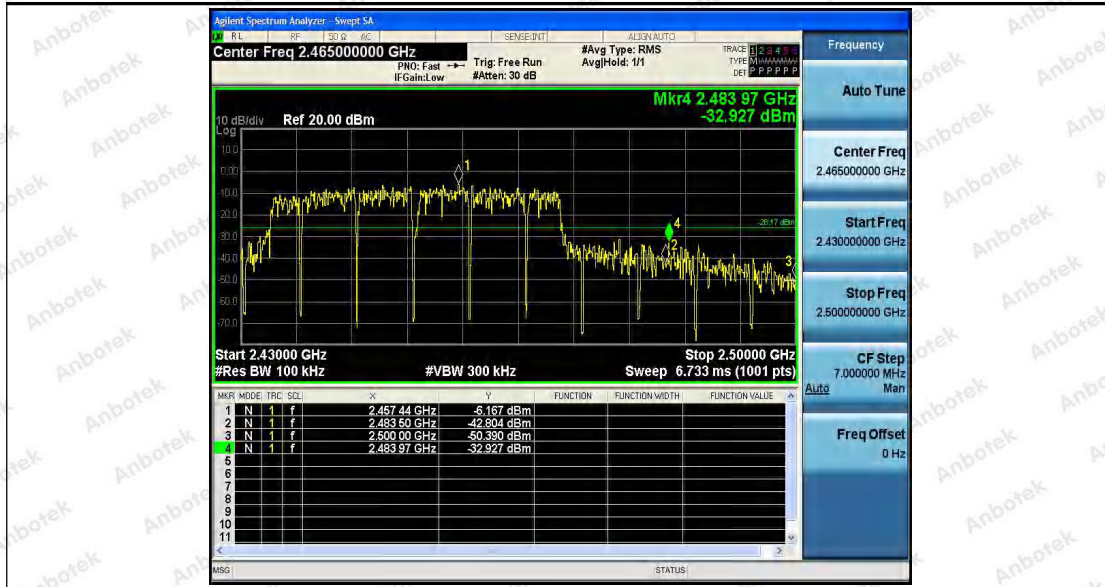 Agilent Spectrum Analyzer - Swept SA
RL RF 50 Ω AC SENSE:INT ALIGN AUTO
Center Freq 2.465000000 GHz #Avg Type: RMS TRACE 1 2 3 4 5 6
PNO: Fast Trig: Free Run Avg|Hold: 1/1 TYPE M
IFGain:Low #Atten: 30 dB DET P P P P P P
Mkr4 2.483 97 GHz
-32.927 dBm
10 dB/div Ref 20.00 dBm
Log
10.0
0.00
-10.0
-20.0
-30.0
-40.0
-50.0
-60.0
-70.0
1
4
2
3
Start 2.43000 GHz Stop 2.50000 GHz
#Res BW 100 kHz #VBW 300 kHz Sweep 6.733 ms (1001 pts)
MKR MODE TRC SCL X Y FUNCTION FUNCTION WIDTH FUNCTION VALUE
1 N 1 f 2.457 44 GHz -6.167 dBm
2 N 1 f 2.483 50 GHz -42.804 dBm
3 N 1 f 2.500 00 GHz -50.390 dBm
4 N 1 f 2.483 97 GHz -32.927 dBm
5
6
7
8
9
10
11
MSG STATUS
Frequency
Auto Tune
Center Freq
2.465000000 GHz
Start Freq
2.430000000 GHz
Stop Freq
2.500000000 GHz
CF Step
7.000000 MHz
Auto Man
Freq Offset
0 Hz
Anbotek